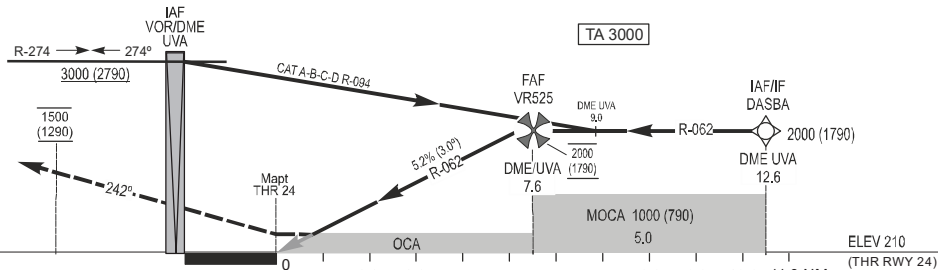 IAF
VOR/DME
UVA
R-274
274º
3000 (2790)
TA 3000
CAT A-B-C-D R-094
FAF
VR525
DME UVA
9.0
IAF/IF
DASBA
R-062
2000 (1790)
1500
(1290)
5.2% (3.0º)
R-062
2000
(1790)
DME/UVA
7.6
DME UVA
12.6
242º
Mapt
THR 24
MOCA 1000 (790)
5.0
OCA
ELEV 210
0
(THR RWY 24)